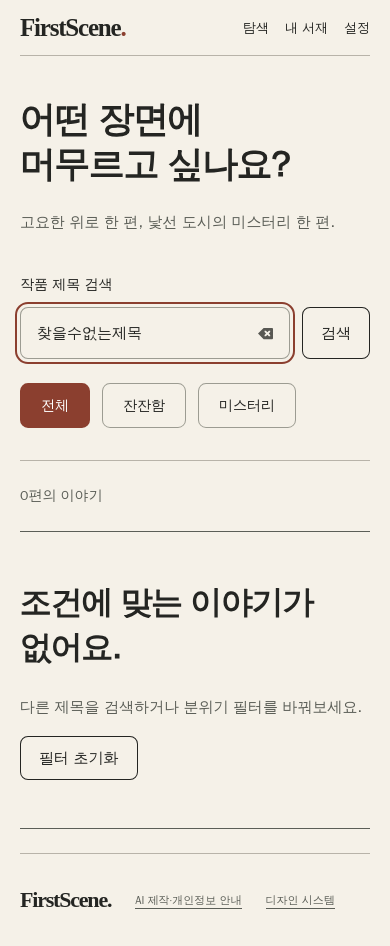 FirstScene.
탐색 내 서재 설정
어떤 장면에
머무르고 싶나요?
고요한 위로 한 편, 낯선 도시의 미스터리 한 편.
작품 제목 검색
찾을수없는제목
검색
전체 잔잔함 미스터리
0편의 이야기
조건에 맞는 이야기가
없어요.
다른 제목을 검색하거나 분위기 필터를 바꿔보세요.
필터 초기화
FirstScene. AI 제작·개인정보 안내 디자인 시스템